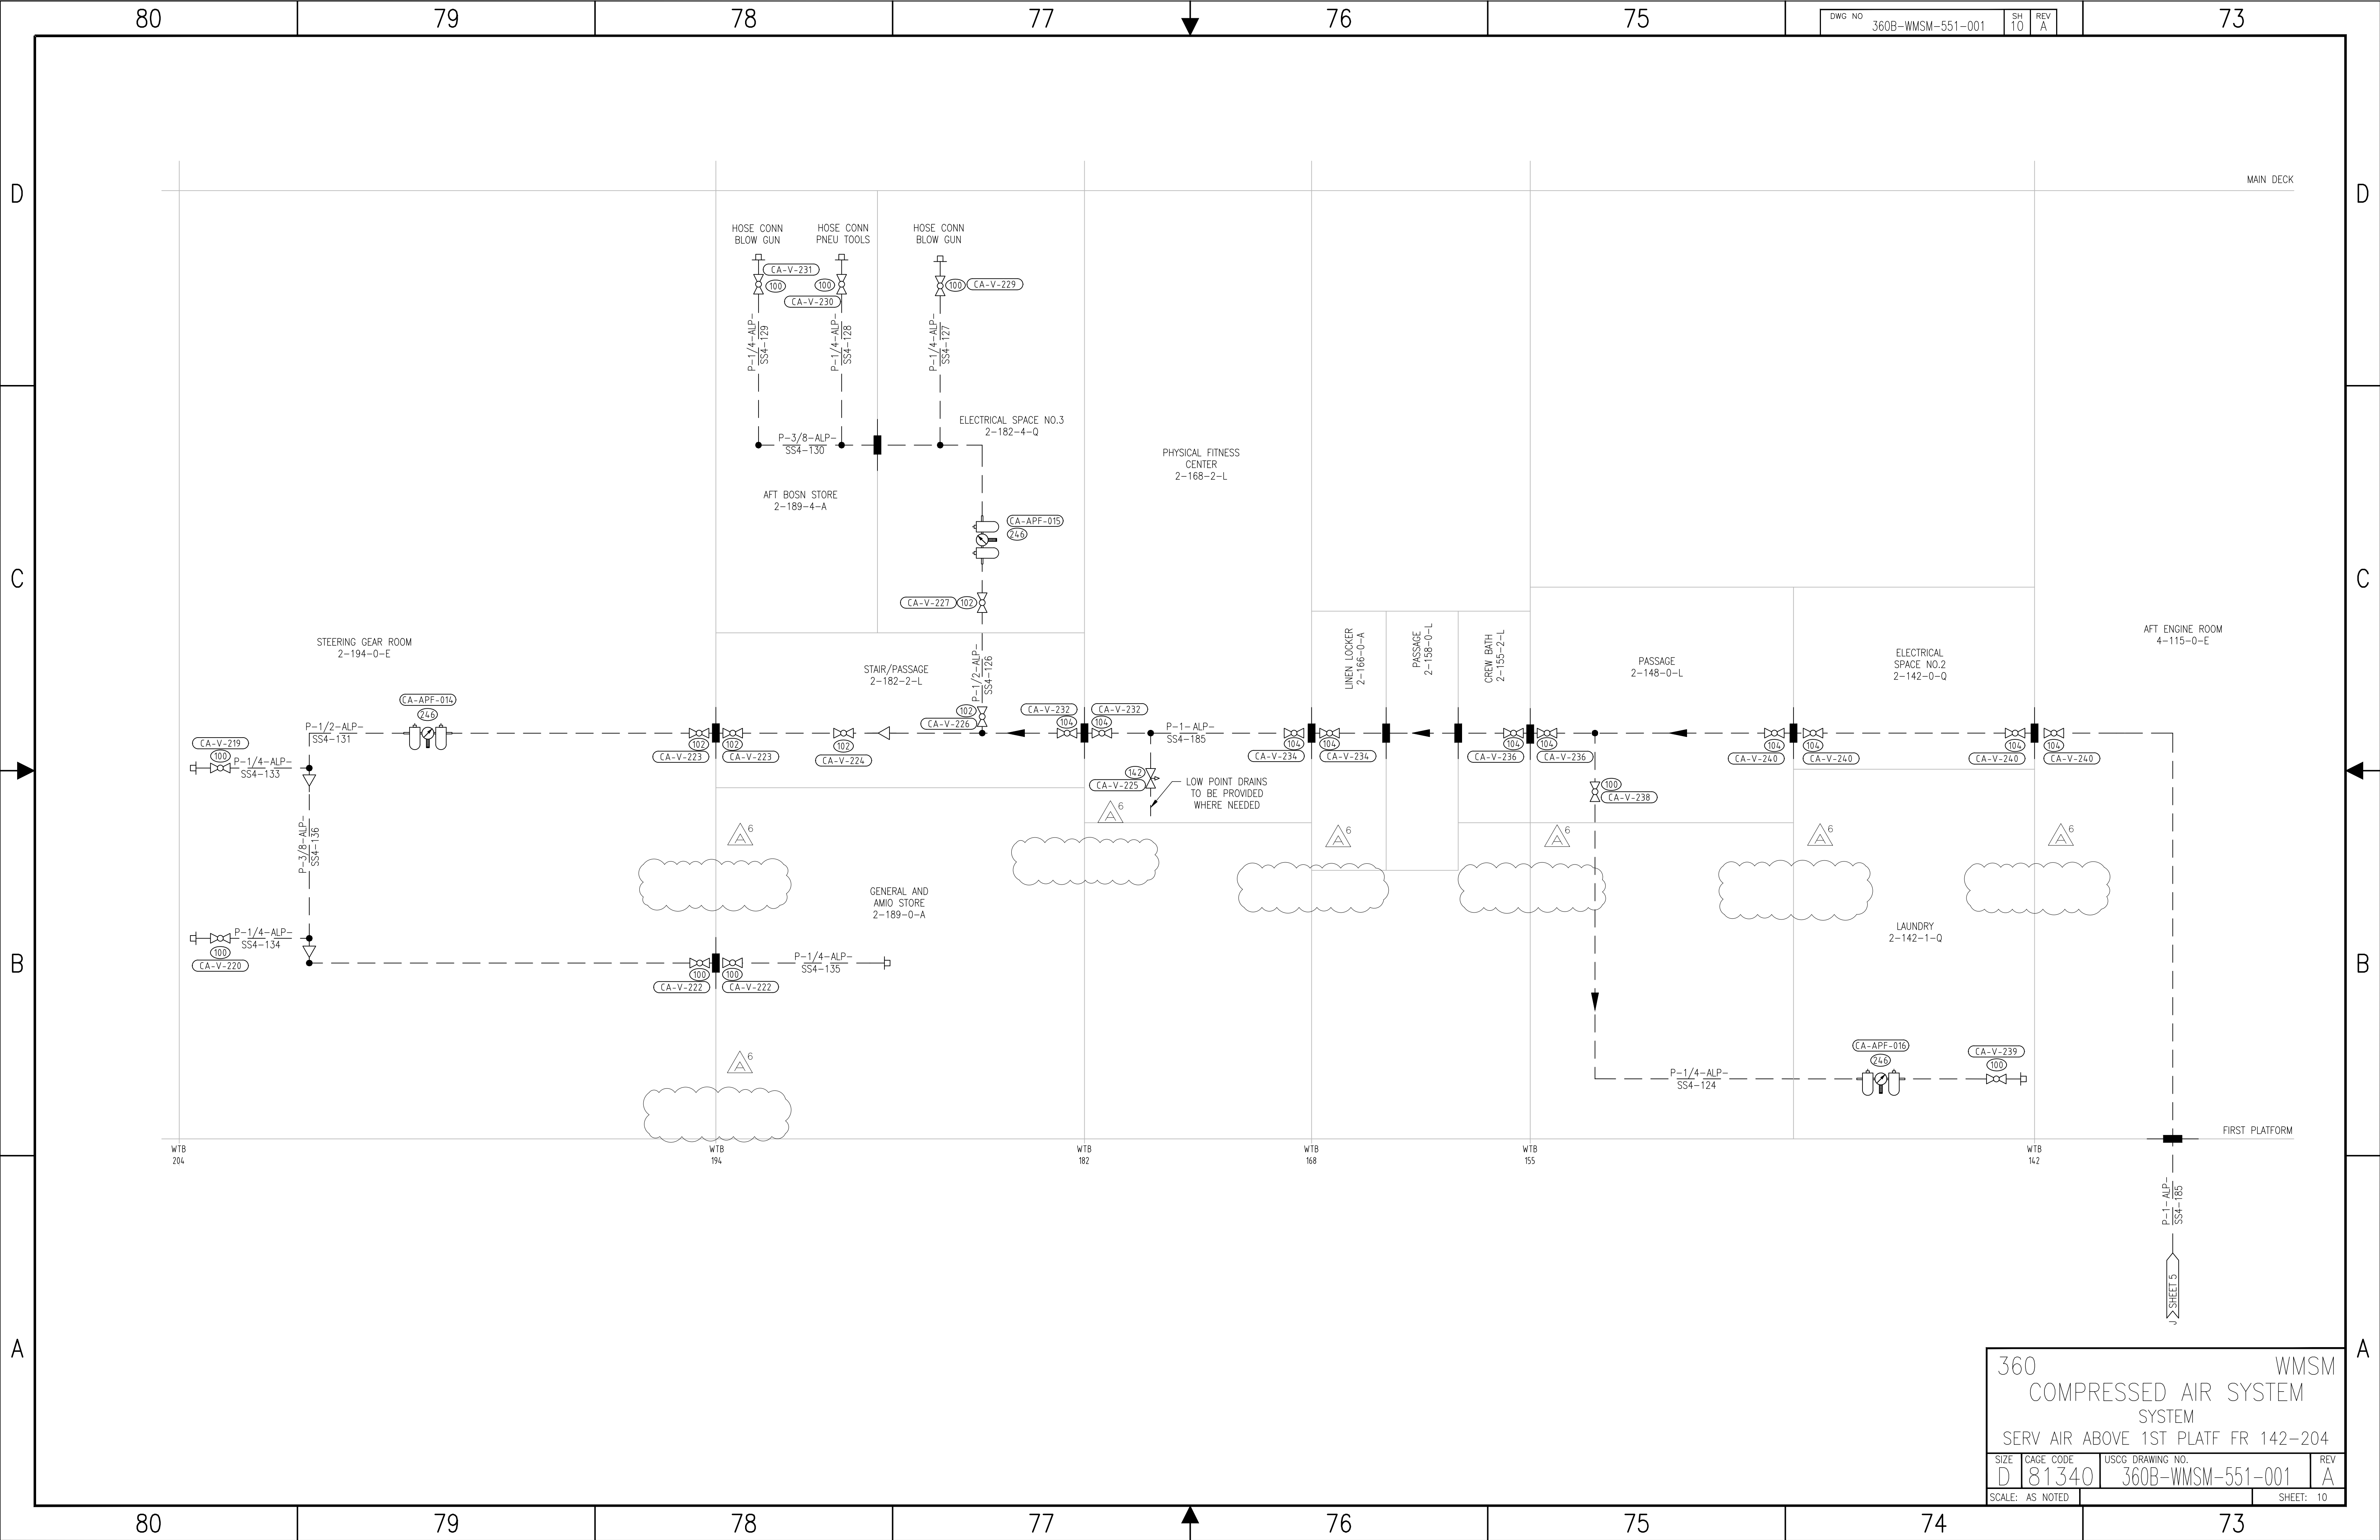 80 79 78 77 76 75 73
DWG NO
360B-WMSM-551-001
SH
10
REV
A
D
D
C
C
B
B
A
A
MAIN DECK
HOSE CONN
BLOW GUN
HOSE CONN
PNEU TOOLS
HOSE CONN
BLOW GUN
CA-V-231
100
100
CA-V-230
100
CA-V-229
P-1/4-ALP-
SS4-129
P-1/4-ALP-
SS4-128
P-1/4-ALP-
SS4-127
P-3/8-ALP-
SS4-130
ELECTRICAL SPACE NO.3
2-182-4-Q
AFT BOSN STORE
2-189-4-A
PHYSICAL FITNESS
CENTER
2-168-2-L
CA-APF-015
246
CA-V-227
102
STEERING GEAR ROOM
2-194-0-E
STAIR/PASSAGE
2-182-2-L
P-1/2-ALP-
SS4-126
LINEN LOCKER
2-166-0-A
PASSAGE
2-158-0-L
CREW BATH
2-155-2-L
PASSAGE
2-148-0-L
ELECTRICAL
SPACE NO.2
2-142-0-Q
AFT ENGINE ROOM
4-115-0-E
CA-APF-014
246
P-1/2-ALP-
SS4-131
CA-V-219
100
P-1/4-ALP-
SS4-133
102
CA-V-223
102
CA-V-223
102
CA-V-224
102
CA-V-226
CA-V-232
104
CA-V-232
104
P-1-ALP-
SS4-185
142
CA-V-225
LOW POINT DRAINS
TO BE PROVIDED
WHERE NEEDED
104
CA-V-234
104
CA-V-234
104
CA-V-236
104
CA-V-236
100
CA-V-238
104
CA-V-240
104
CA-V-240
104
CA-V-240
104
CA-V-240
A 6
A 6
A 6
A 6
A 6
A 6
P-3/8-ALP-
SS4-136
P-1/4-ALP-
SS4-134
100
CA-V-220
GENERAL AND
AMIO STORE
2-189-0-A
LAUNDRY
2-142-1-Q
100
CA-V-222
100
CA-V-222
P-1/4-ALP-
SS4-135
A 6
P-1/4-ALP-
SS4-124
CA-APF-016
246
CA-V-239
100
FIRST PLATFORM
WTB
204
WTB
194
WTB
182
WTB
168
WTB
155
WTB
142
P-1-ALP-
SS4-185
SHEET 5
J
360 WMSM
COMPRESSED AIR SYSTEM
SYSTEM
SERV AIR ABOVE 1ST PLATF FR 142-204
SIZE
D
CAGE CODE
81340
USCG DRAWING NO.
360B-WMSM-551-001
REV
A
SCALE: AS NOTED
SHEET: 10
80 79 78 77 76 75 74 73